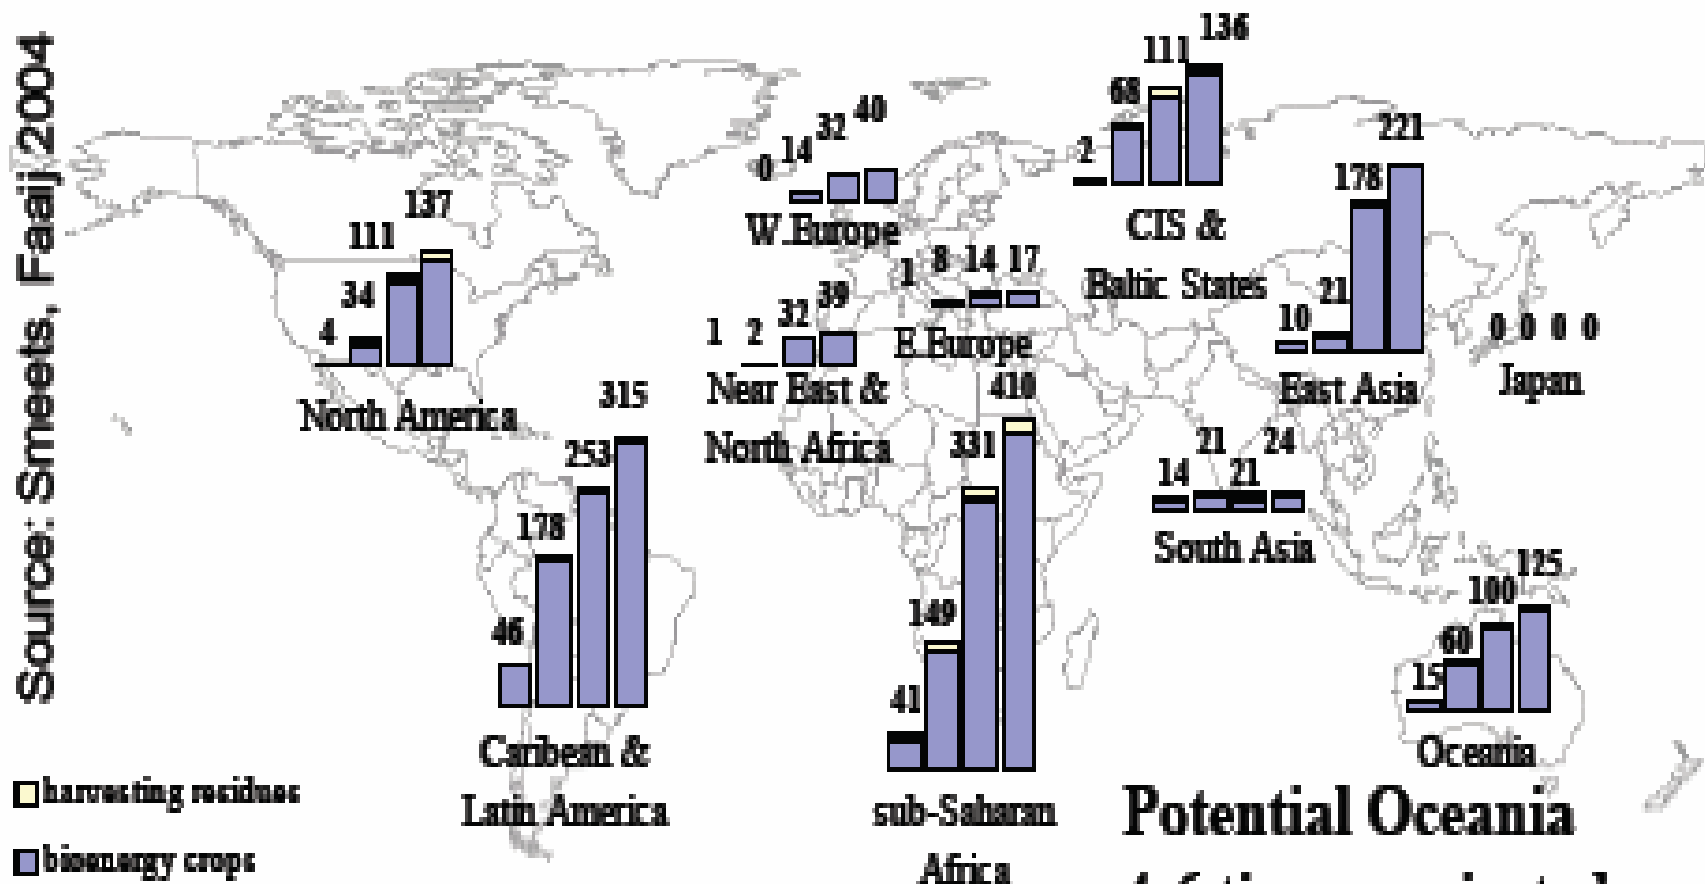 Source: Smeets, Faaij 2004
136
111
68
2
40
32
14
0
W.Europe
CIS &
Baltic States
221
178
21
10
East Asia
0 0 0 0
Japan
137
111
34
4
North America
1 8 14 17
E.Europe
39
32
1 2
Near East &
North Africa
315
253
178
46
Caribean &
Latin America
410
331
149
41
sub-Saharan
Africa
21 24
14 21
South Asia
125
100
60
15
Oceania
harvesting residues
bioenergy crops
Potential Oceania